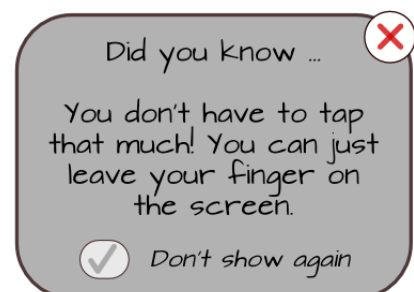 Did you know ...
You don't have to tap
that much! You can just
leave your finger on
the screen.
Don't show again